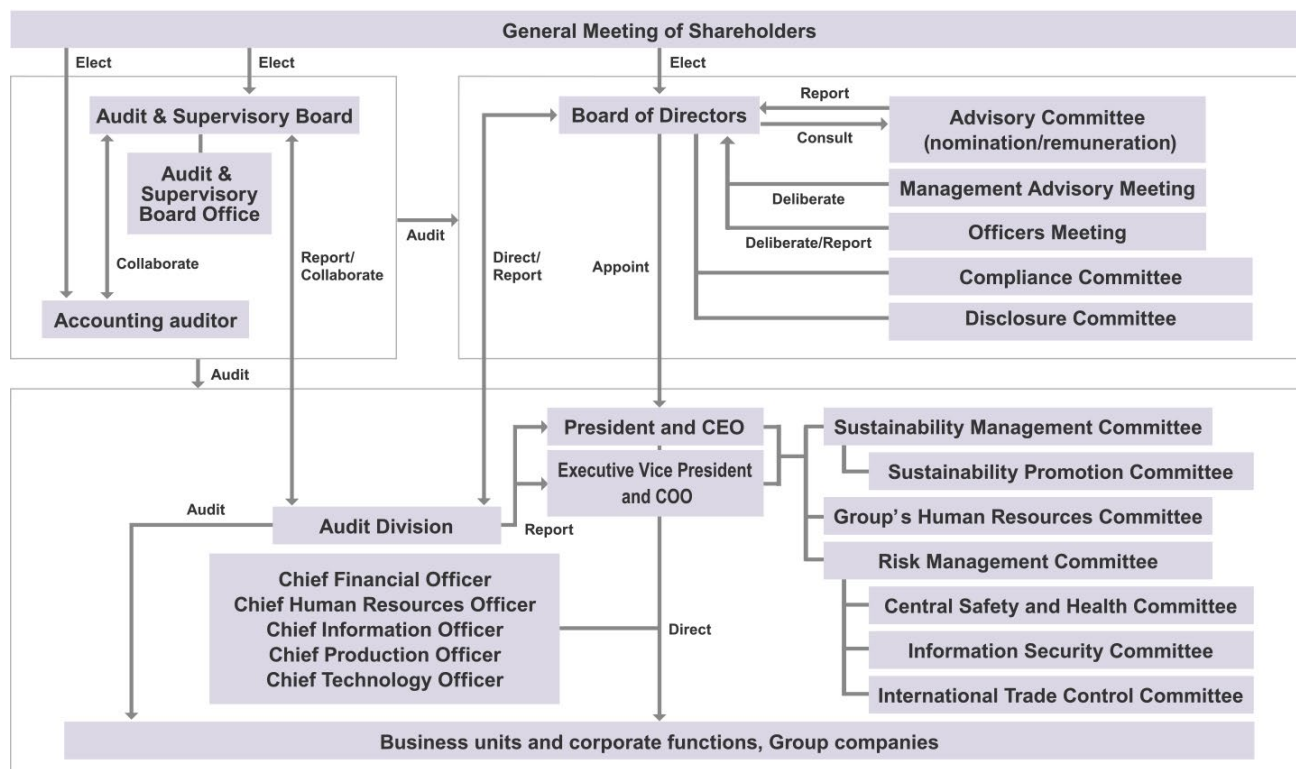 General Meeting of Shareholders
Elect
Elect
Elect
Audit & Supervisory Board
Audit &
Supervisory
Board Office
Collaborate
Report/
Collaborate
Accounting auditor
Audit
Audit
Board of Directors
Report
Consult
Advisory Committee
(nomination/remuneration)
Management Advisory Meeting
Deliberate
Officers Meeting
Deliberate/Report
Compliance Committee
Disclosure Committee
Direct/
Report
Appoint
President and CEO
Executive Vice President
and COO
Sustainability Management Committee
Sustainability Promotion Committee
Group's Human Resources Committee
Risk Management Committee
Central Safety and Health Committee
Information Security Committee
International Trade Control Committee
Audit
Audit Division
Report
Chief Financial Officer
Chief Human Resources Officer
Chief Information Officer
Chief Production Officer
Chief Technology Officer
Direct
Business units and corporate functions, Group companies